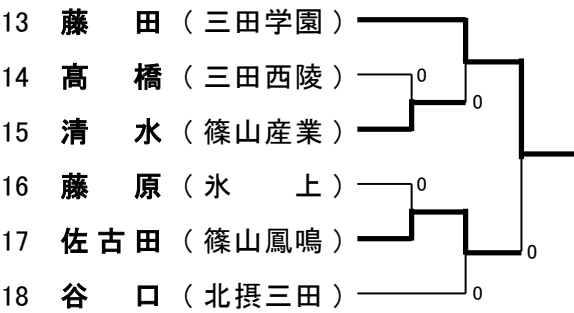 13 藤 田 ( 三田学園 )
14 髙 橋 ( 三田西陵 ) 0
15 清 水 ( 篠山産業 ) 0
16 藤 原 ( 氷 上 ) 0
17 佐古田 ( 篠山鳳鳴 ) 0
18 谷 口 ( 北摂三田 ) 0